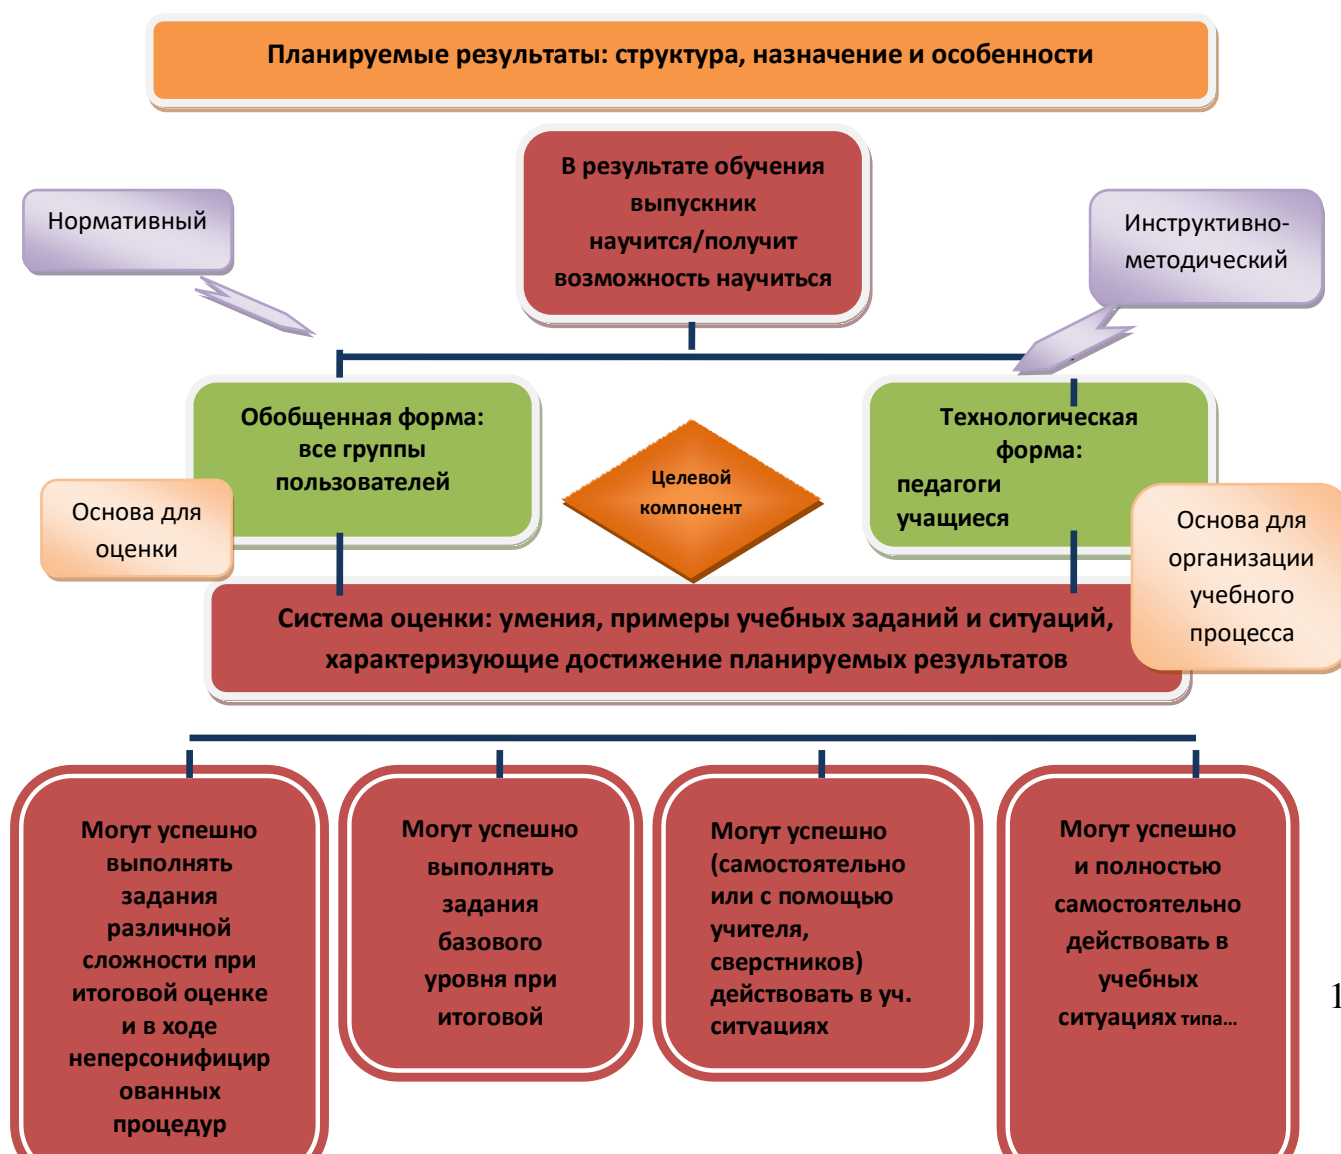 Планируемые результаты: структура, назначение и особенности
В результате обучения
выпускник
научится/получит
возможность научиться
Нормативный
Инструктивно-
методический
Обобщенная форма:
все группы
пользователей
Целевой
компонент
Технологическая
форма:
педагоги
учащиеся
Основа для
оценки
Основа для
организации
учебного
процесса
Система оценки: умения, примеры учебных заданий и ситуаций,
характеризующие достижение планируемых результатов
Могут успешно
выполнять
задания
различной
сложности при
итоговой оценке
и в ходе
неперсонифицир
ованных
процедур
Могут успешно
выполнять
задания
базового
уровня при
итоговой
Могут успешно
(самостоятельно
или с помощью
учителя,
сверстников)
действовать в уч.
ситуациях
Могут успешно
и полностью
самостоятельно
действовать в
учебных
ситуациях типа...
1